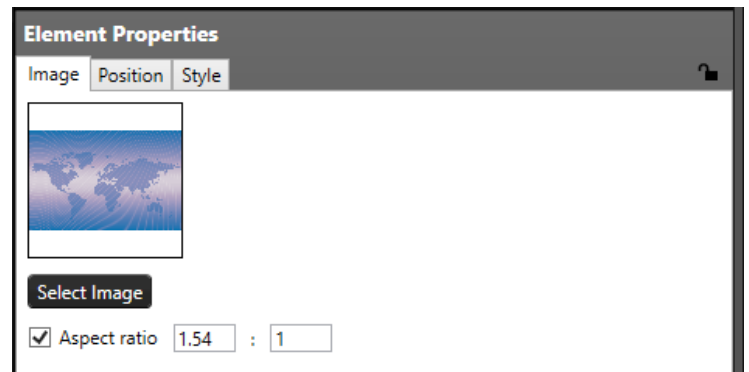 Element Properties
Image Position Style
Select Image
Aspect ratio 1.54 : 1